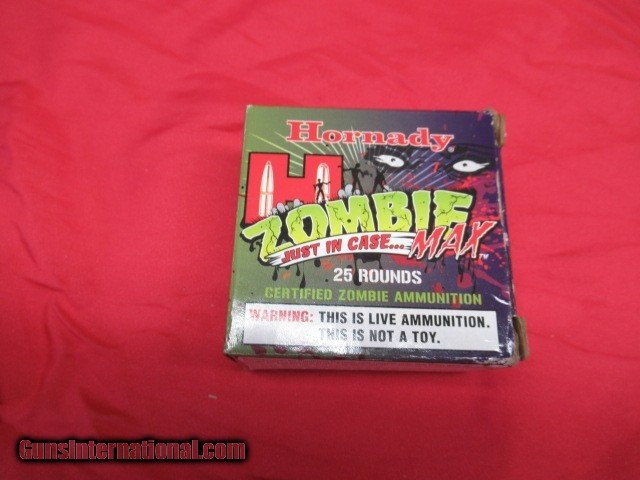 Hornady
H
ZOMBIE
JUST IN CASE... MAX™
25 ROUNDS
CERTIFIED ZOMBIE AMMUNITION
WARNING: THIS IS LIVE AMMUNITION.
THIS IS NOT A TOY.
GunsInternational.com